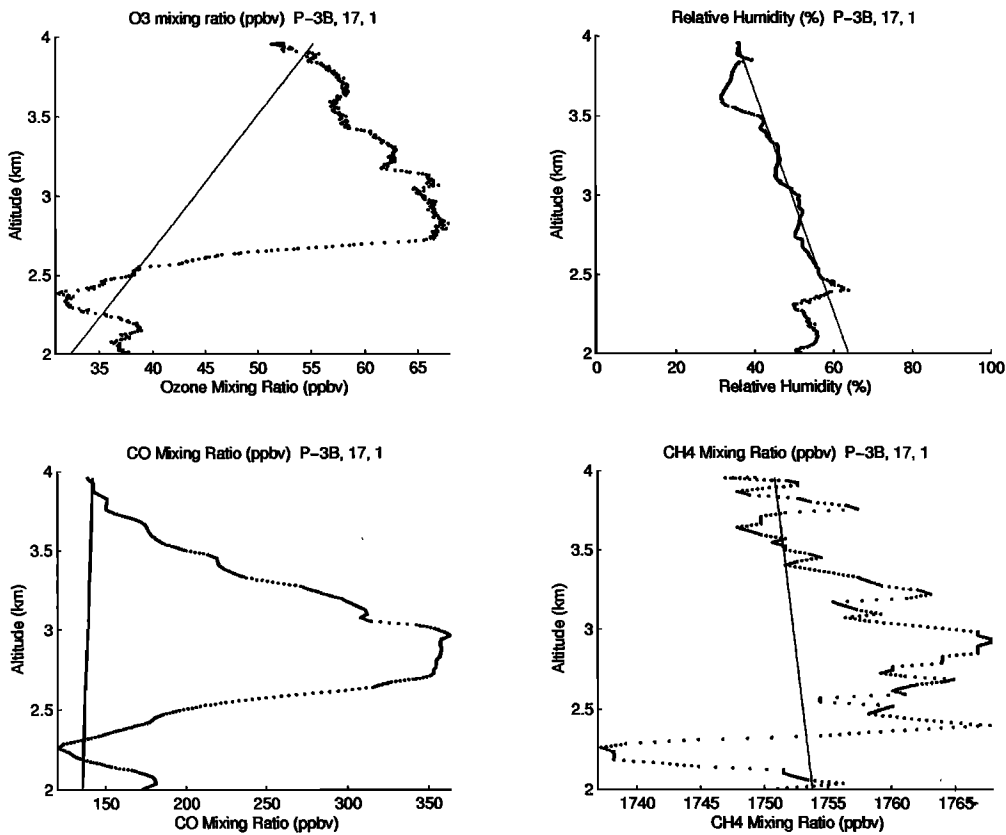 O3 mixing ratio (ppbv) P-3B, 17, 1
4
3.5
3
2.5
2
Altitude (km)
35 40 45 50 55 60 65
Ozone Mixing Ratio (ppbv)
Relative Humidity (%) P-3B, 17, 1
4
3.5
3
2.5
2
Altitude (km)
0 20 40 60 80 100
Relative Humidity (%)
CO Mixing Ratio (ppbv) P-3B, 17, 1
4
3.5
3
2.5
2
Altitude (km)
150 200 250 300 350
CO Mixing Ratio (ppbv)
CH4 Mixing Ratio (ppbv) P-3B, 17, 1
4
3.5
3
2.5
2
Altitude (km)
1740 1745 1750 1755 1760 1765
CH4 Mixing Ratio (ppbv)